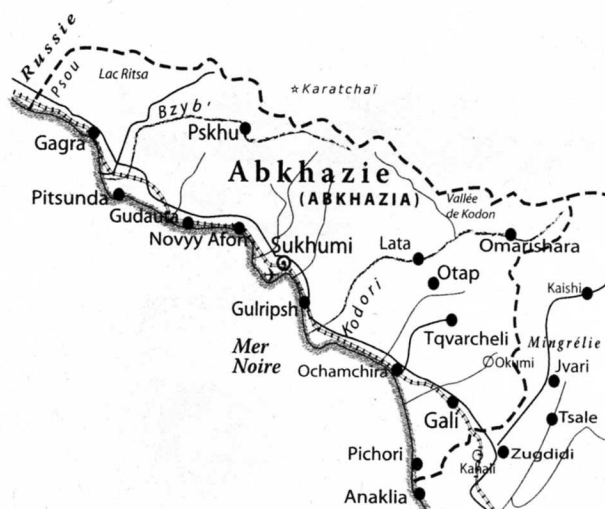 Russie
Psou
Lac Ritsa
Karatchaï
Bzyb'
Gagra
Pskhu
Abkhazie
(ABKHAZIA)
Vallée
de Kodon
Pitsunda
Gudauta
Novyy Afon
Sukhumi
Lata
Omarishara
Otap
Kaishi
Gulripsh
Kodori
Tqvarcheli
Mingrélie
Mer
Noire
Okumi
Jvari
Ochamchira
Gali
Tsale
Pichori
Kahali
Zugdidi
Anaklia